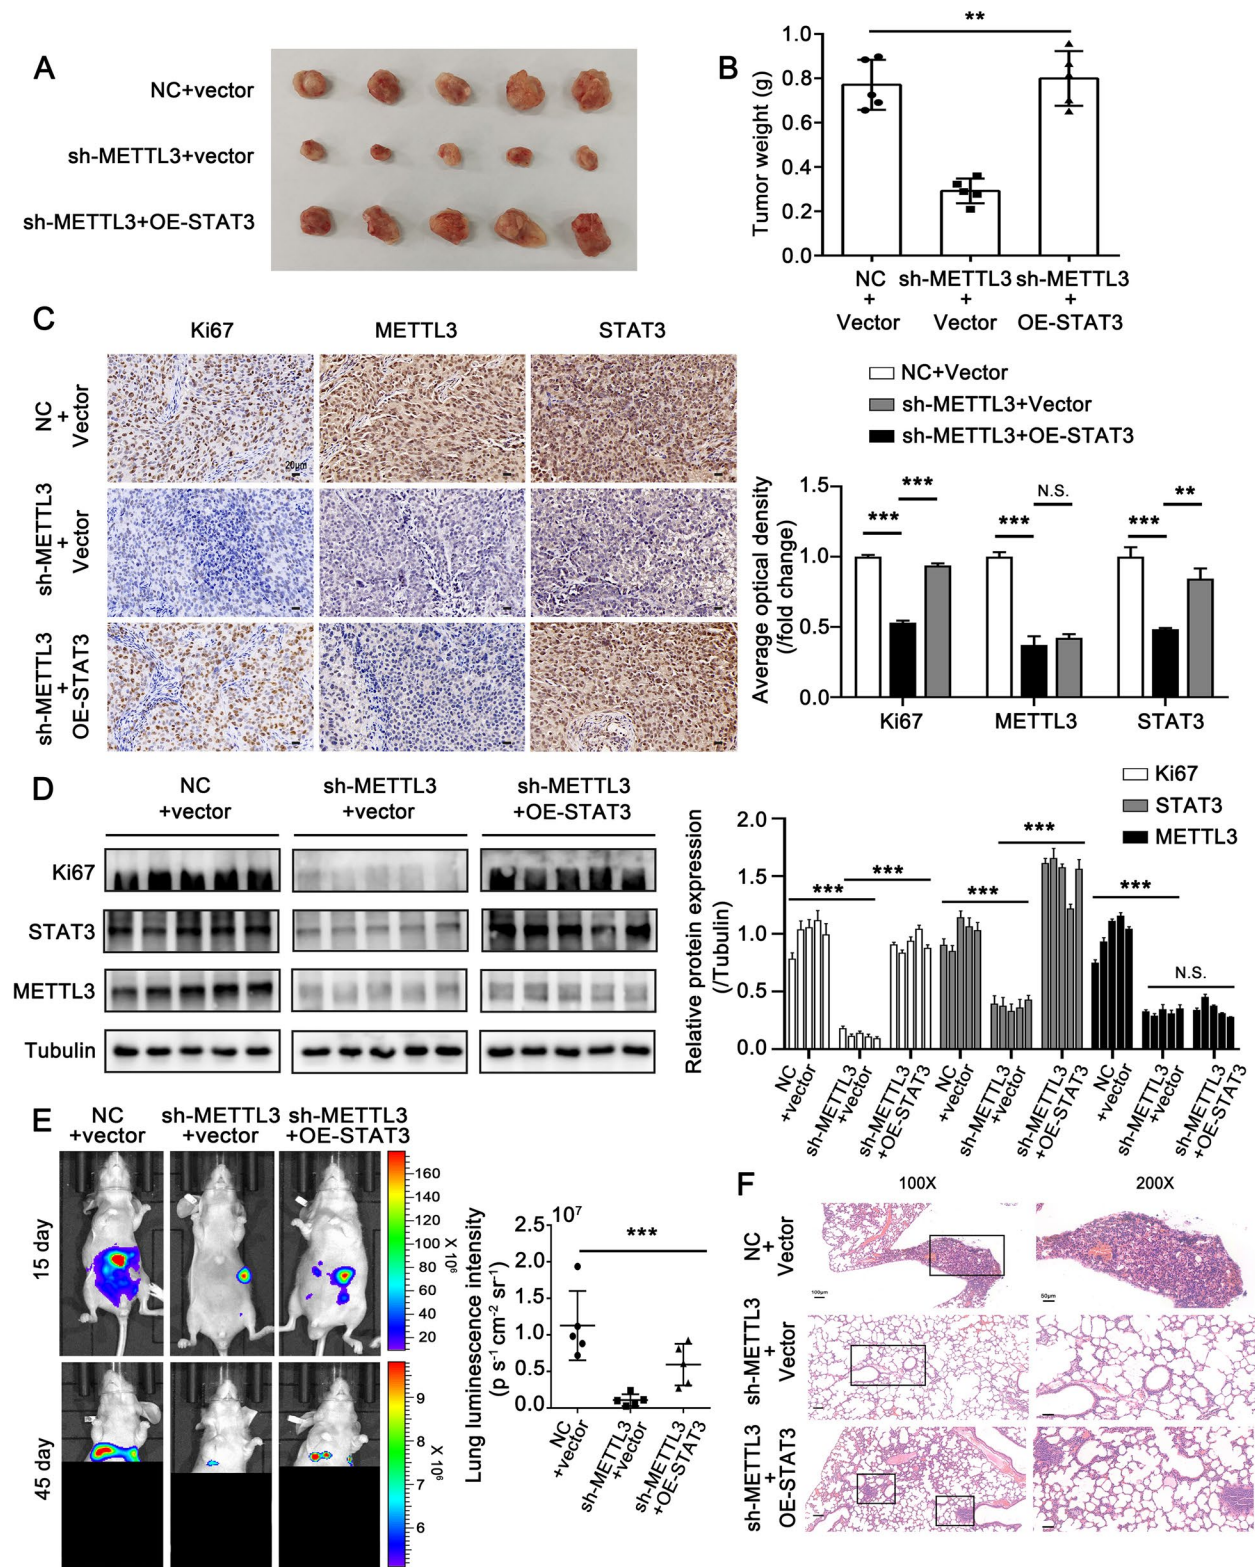 A
NC+vector
sh-METTL3+vector
sh-METTL3+OE-STAT3
B
**
Tumor weight (g)
1.0
0.8
0.6
0.4
0.2
0.0
NC
+
Vector
sh-METTL3
+
Vector
sh-METTL3
+
OE-STAT3
C
Ki67
METTL3
STAT3
NC
+
Vector
sh-METTL3
+
Vector
sh-METTL3
+
OE-STAT3
20μm
NC+Vector
sh-METTL3+Vector
sh-METTL3+OE-STAT3
Average optical density
(/fold change)
1.5
1.0
0.5
0.0
***
***
***
N.S.
***
**
Ki67
METTL3
STAT3
D
NC
+vector
sh-METTL3
+vector
sh-METTL3
+OE-STAT3
Ki67
STAT3
METTL3
Tubulin
Ki67
STAT3
METTL3
Relative protein expression
(/Tubulin)
2.0
1.5
1.0
0.5
0.0
***
***
***
***
***
N.S.
NC
+vector
sh-METTL3
+vector
sh-METTL3
+OE-STAT3
NC
+vector
sh-METTL3
+vector
sh-METTL3
+OE-STAT3
NC
+vector
sh-METTL3
+vector
sh-METTL3
+OE-STAT3
E
NC
+vector
sh-METTL3
+vector
sh-METTL3
+OE-STAT3
15 day
45 day
160
140
120
100
80
60
40
20
X 10⁶
9
8
7
6
X 10⁶
Lung luminescence intensity
(p s⁻¹ cm⁻² sr⁻¹)
10⁷
2.5
2.0
1.5
1.0
0.5
0.0
***
NC
+vector
sh-METTL3
+vector
sh-METTL3
+OE-STAT3
F
100X
200X
NC
+
Vector
sh-METTL3
+
Vector
sh-METTL3
+
OE-STAT3
100μm
50μm